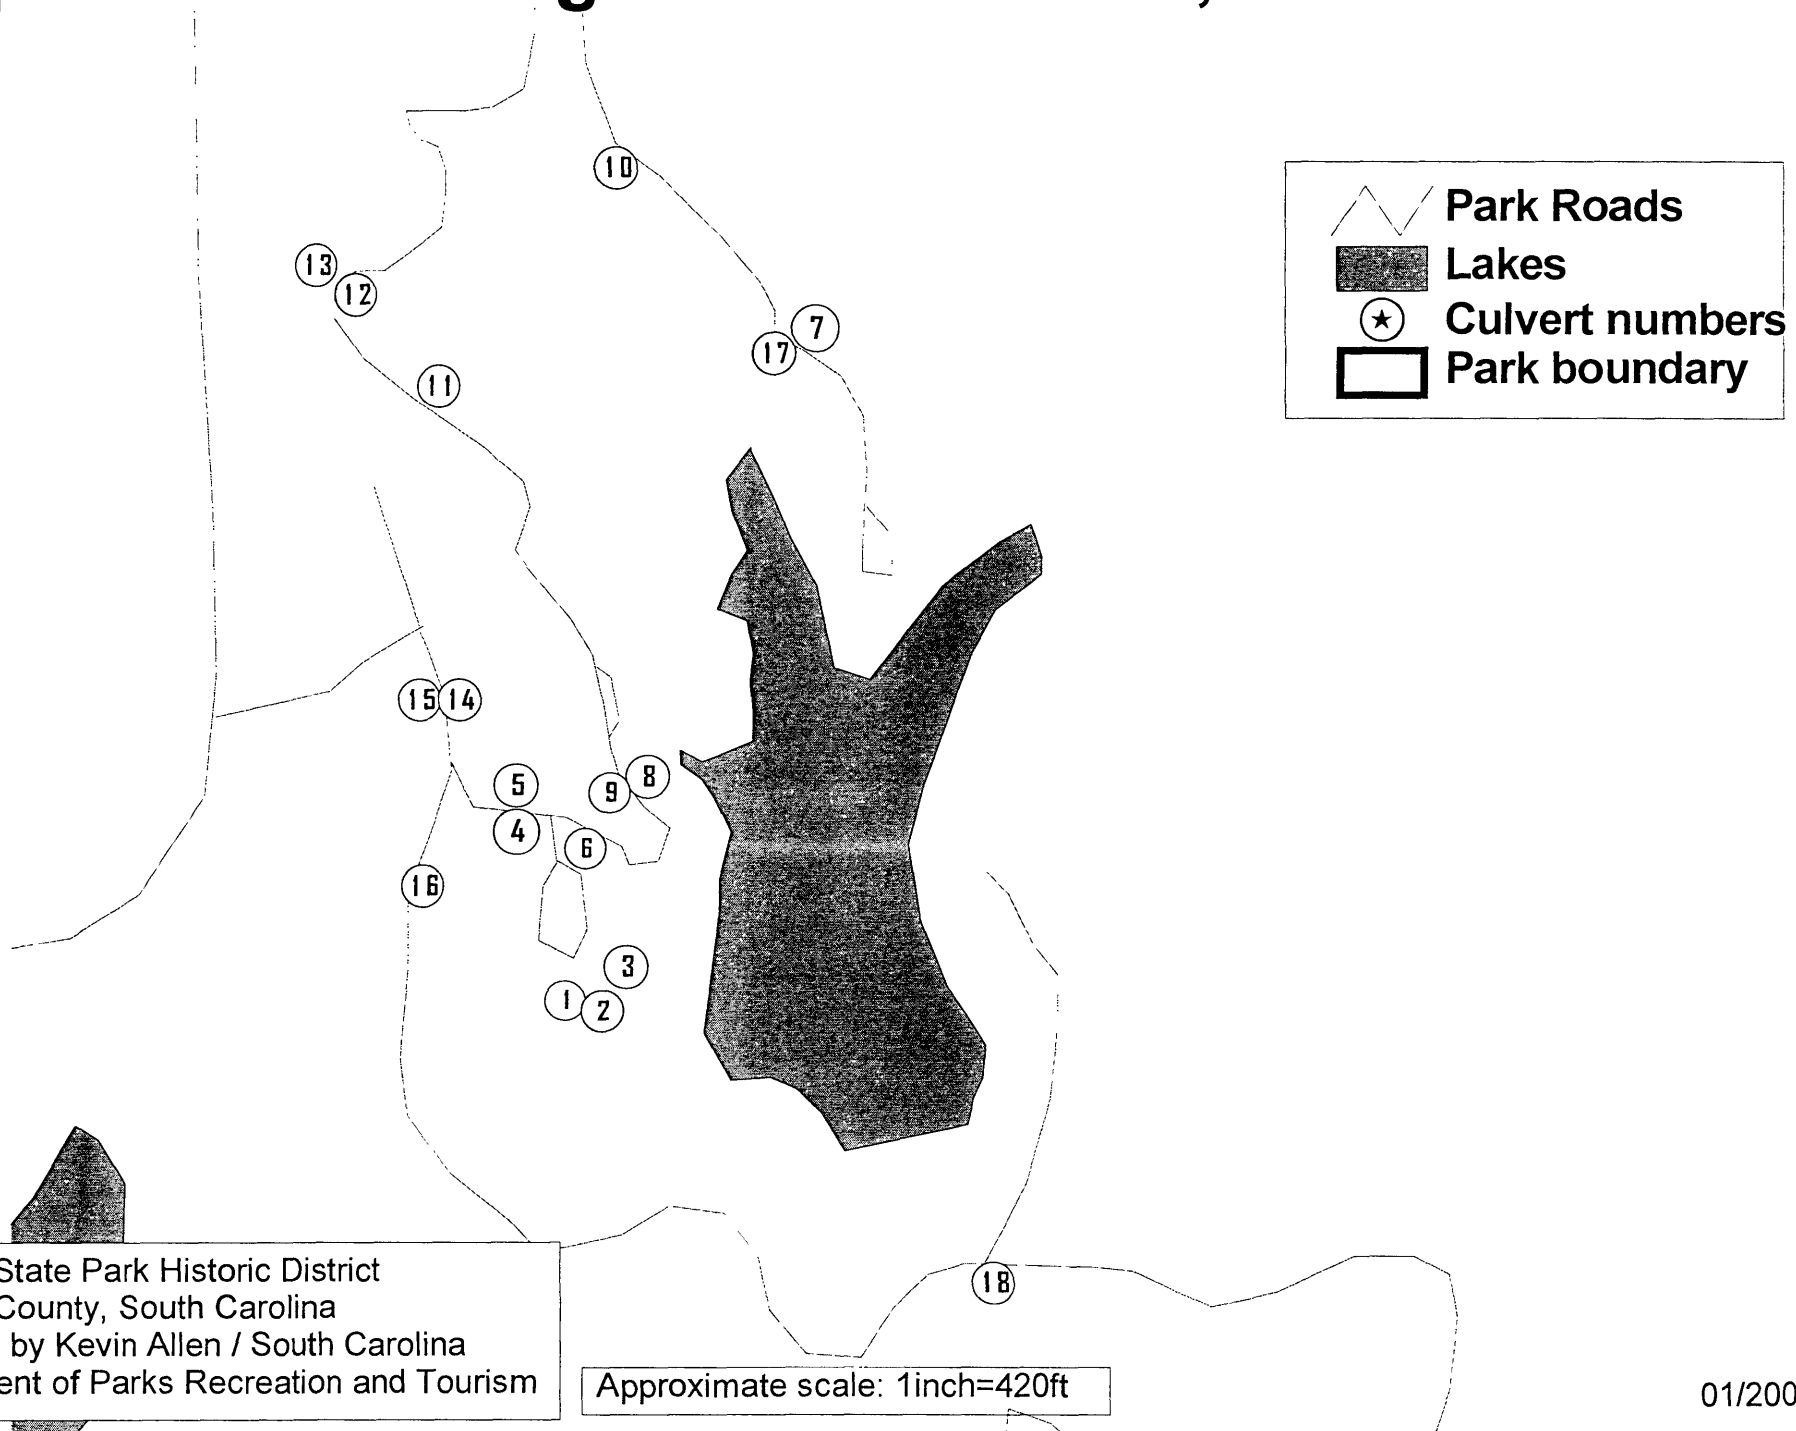 10
13
12
7
17
11
15
14
5
8
9
4
6
16
3
1
2
18
Park Roads
Lakes
Culvert numbers
Park boundary
State Park Historic District
County, South Carolina
by Kevin Allen / South Carolina
ent of Parks Recreation and Tourism
Approximate scale: 1inch=420ft
01/200